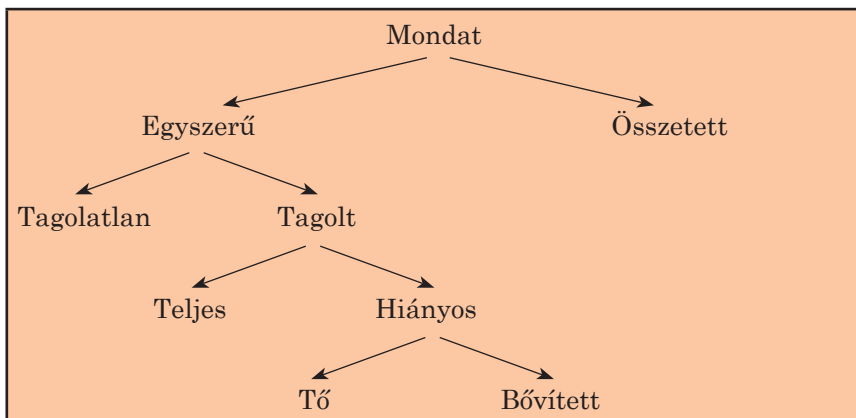 Mondat
Egyszerű Összetett
Tagolatlan Tagolt
Teljes Hiányos
Tő Bővített